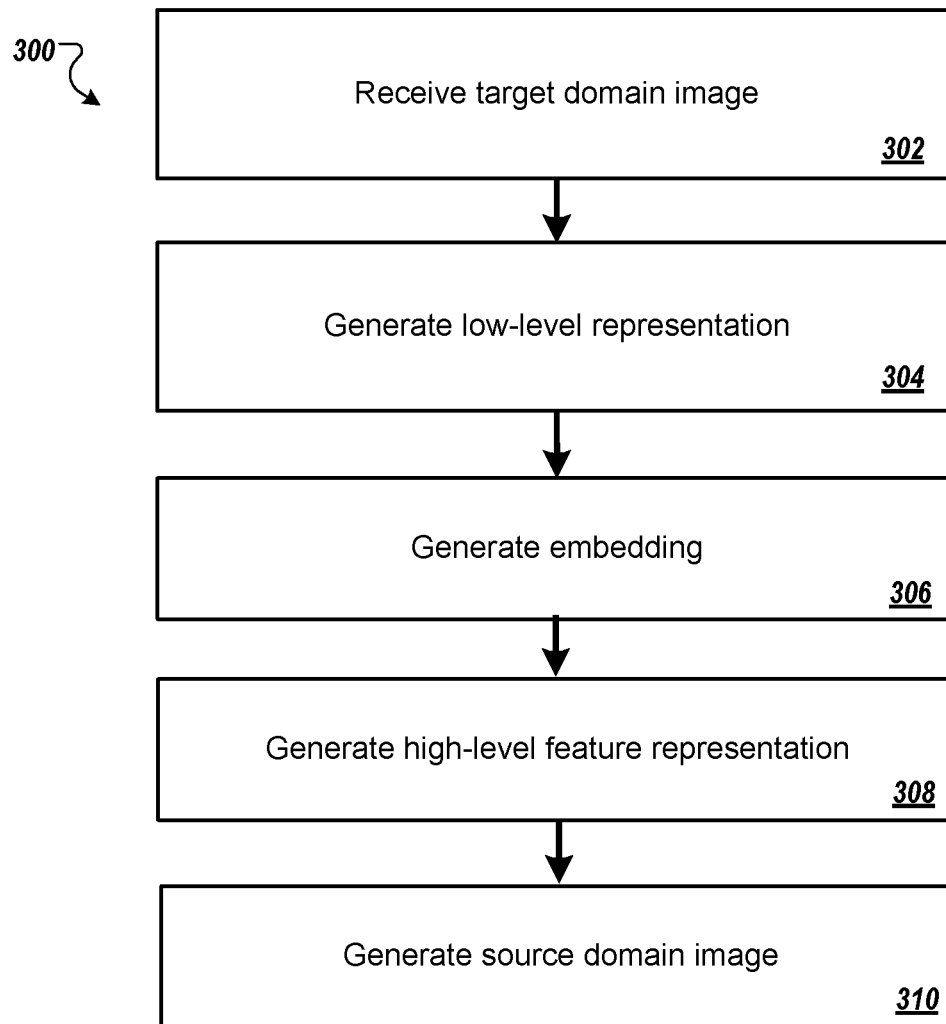 300
Receive target domain image
302
Generate low-level representation
304
Generate embedding
306
Generate high-level feature representation
308
Generate source domain image
310